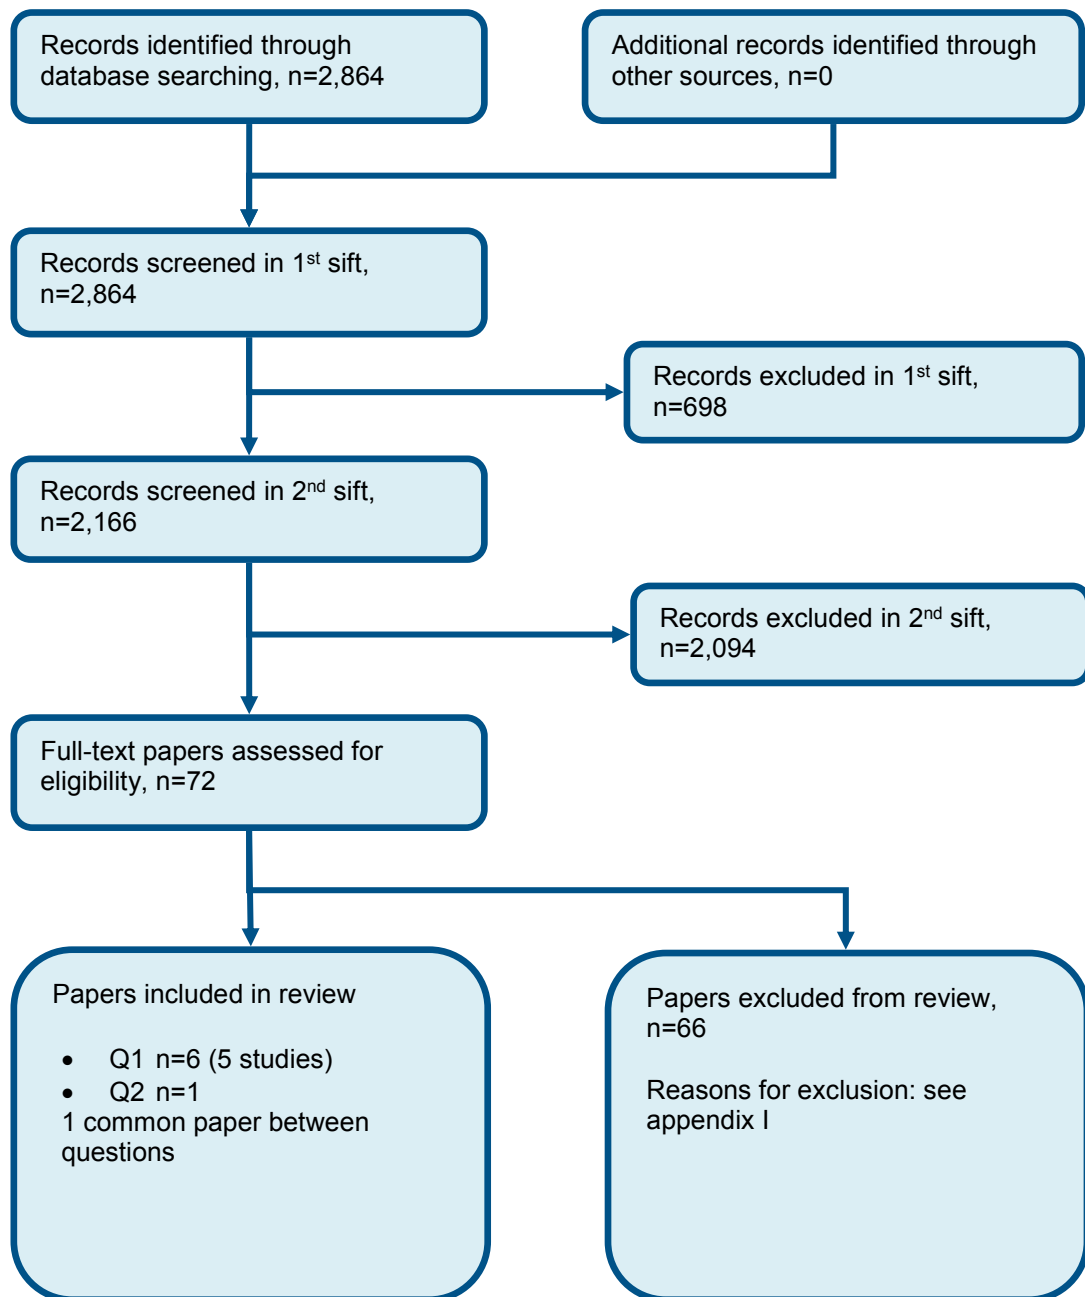 Records identified through
database searching, n=2,864
Additional records identified through
other sources, n=0
Records screened in 1st sift,
n=2,864
Records excluded in 1st sift,
n=698
Records screened in 2nd sift,
n=2,166
Records excluded in 2nd sift,
n=2,094
Full-text papers assessed for
eligibility, n=72
Papers included in review
• Q1 n=6 (5 studies)
• Q2 n=1
1 common paper between
questions
Papers excluded from review,
n=66
Reasons for exclusion: see
appendix I